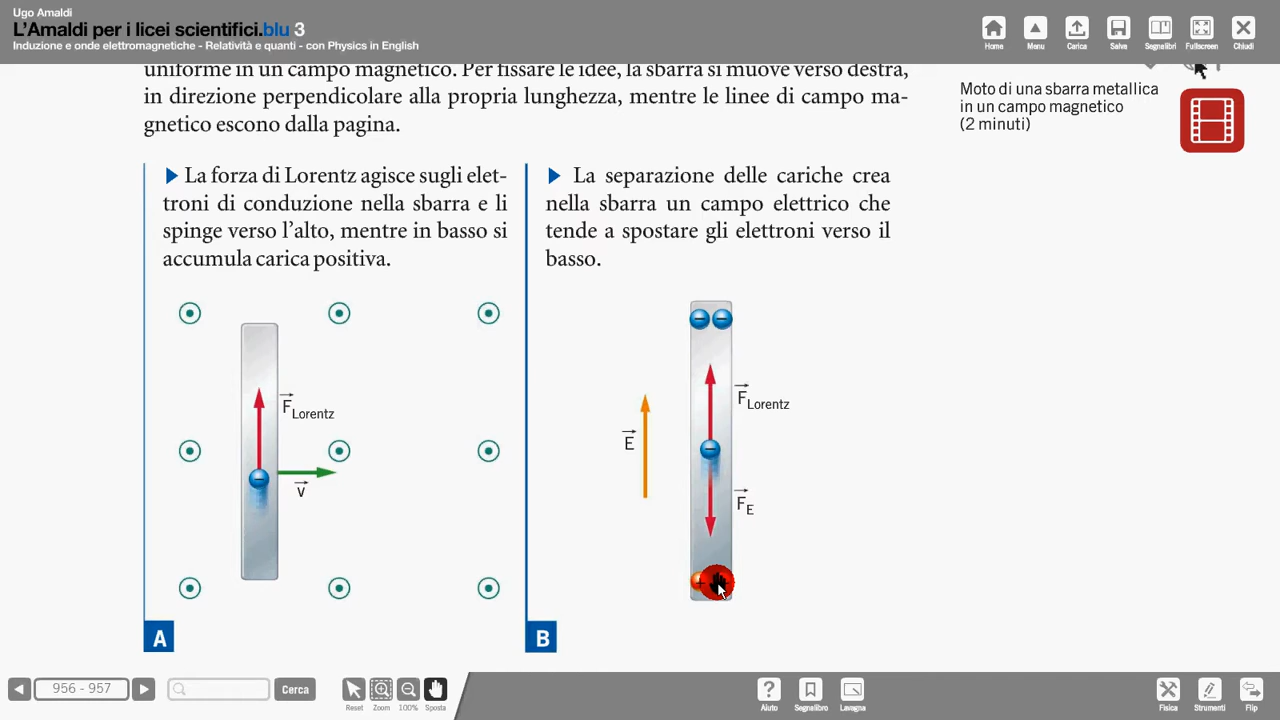 Ugo Amaldi
L'Amaldi per i licei scientifici.blu 3
Induzione e onde elettromagnetiche - Relatività e quanti - con Physics in English
Home
Menu
Carica
Salva
Segnalibri
Fullscreen
Chiudi
uniforme in un campo magnetico. Per fissare le idee, la sbarra si muove verso destra,
in direzione perpendicolare alla propria lunghezza, mentre le linee di campo ma-
gnetico escono dalla pagina.
Moto di una sbarra metallica
in un campo magnetico
(2 minuti)
La forza di Lorentz agisce sugli elet-
troni di conduzione nella sbarra e li
spinge verso l'alto, mentre in basso si
accumula carica positiva.
F Lorentz
v
A
La separazione delle cariche crea
nella sbarra un campo elettrico che
tende a spostare gli elettroni verso il
basso.
E
F Lorentz
F E
B
956 - 957
Cerca
Reset
Zoom
100%
Sposta
Aiuto
Segnalibro
Lavagna
Fisica
Strumenti
Flip